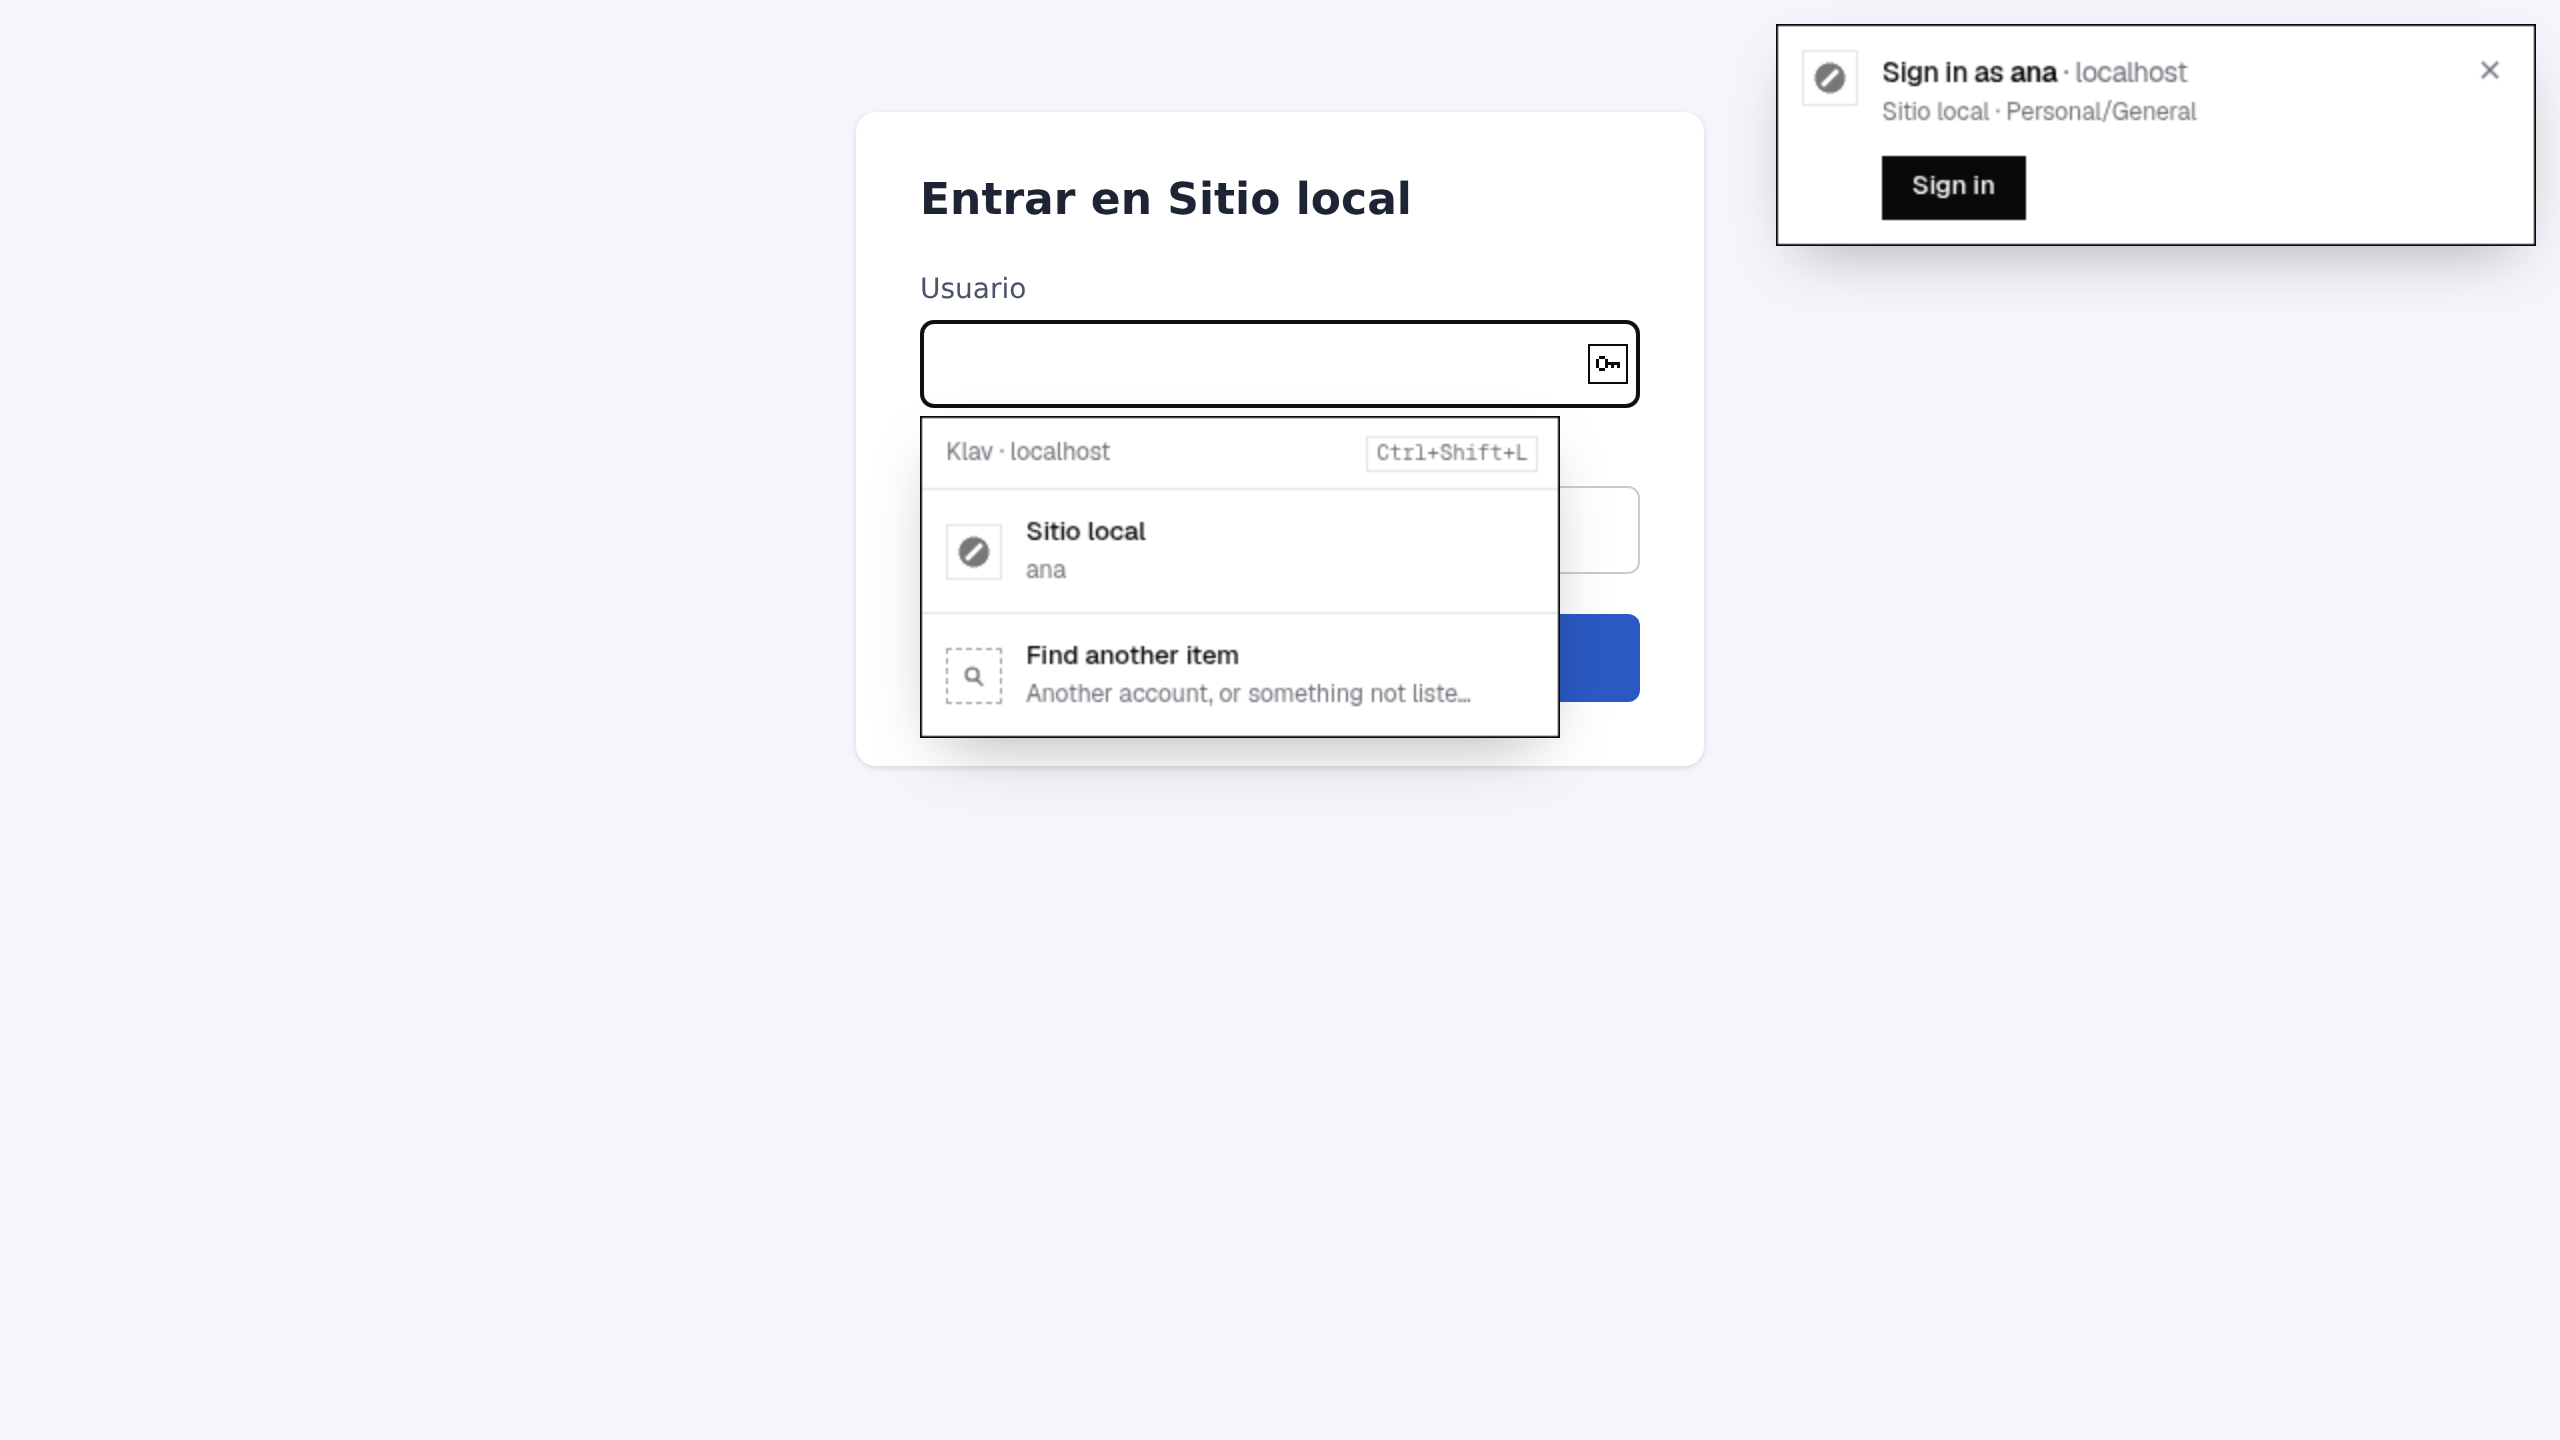 Entrar en Sitio local
Usuario
Klav · localhost
Ctrl+Shift+L
Sitio local
ana
Find another item
Another account, or something not liste…
Sign in as ana · localhost
Sitio local · Personal/General
Sign in